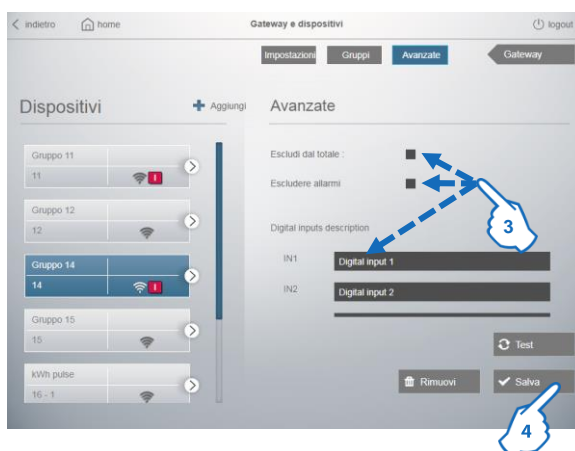 indietro home Gateway e dispositivi logout
Impostazioni Gruppi Avanzate Gateway
Dispositivi Aggiungi
Gruppo 11
11
Gruppo 12
12
Gruppo 14
14
Gruppo 15
15
kWh pulse
16 - 1
Avanzate
Escludi dal totale :
Escludere allarmi
3
Digital inputs description
IN1 Digital input 1
IN2 Digital input 2
Test
Rimuovi Salva
4